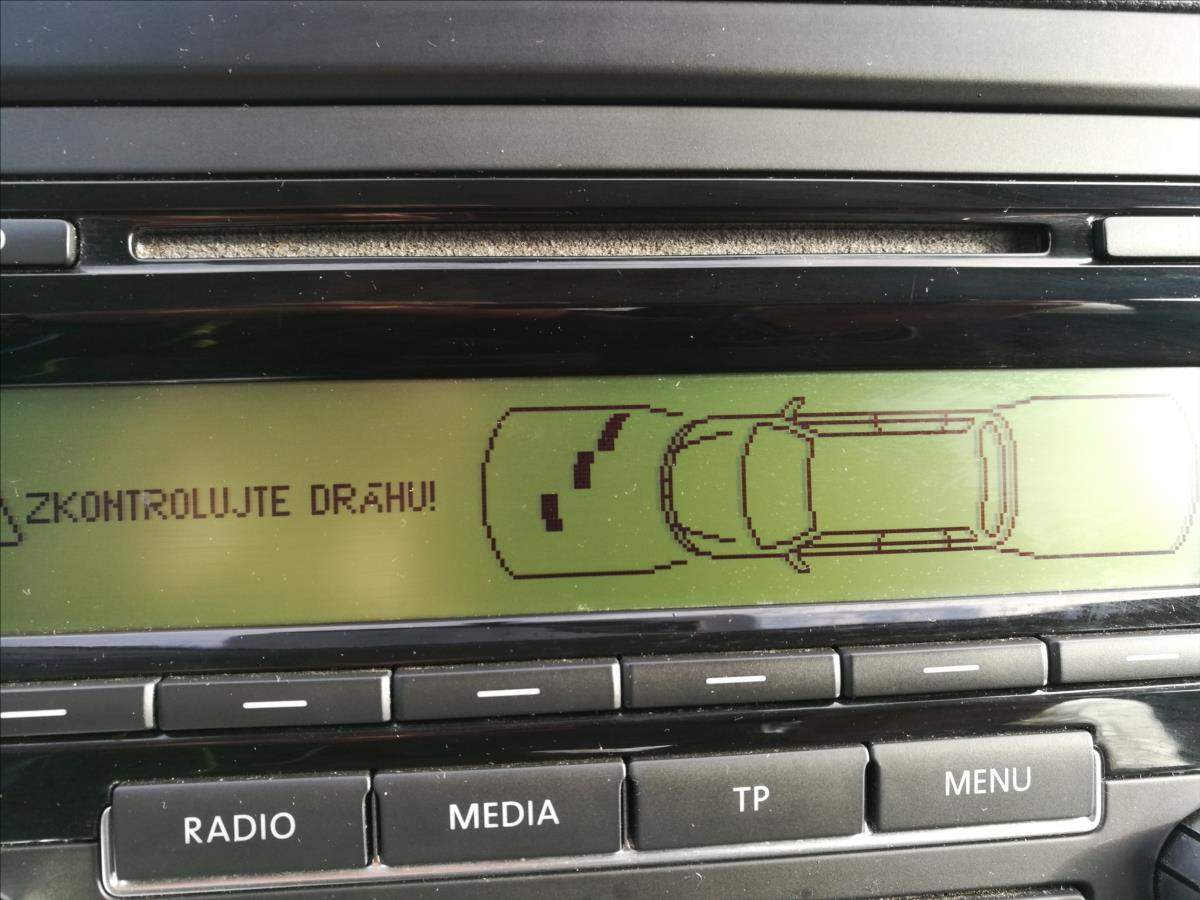 ZKONTROLUJTE DRÁHU!
RADIO
MEDIA
TP
MENU